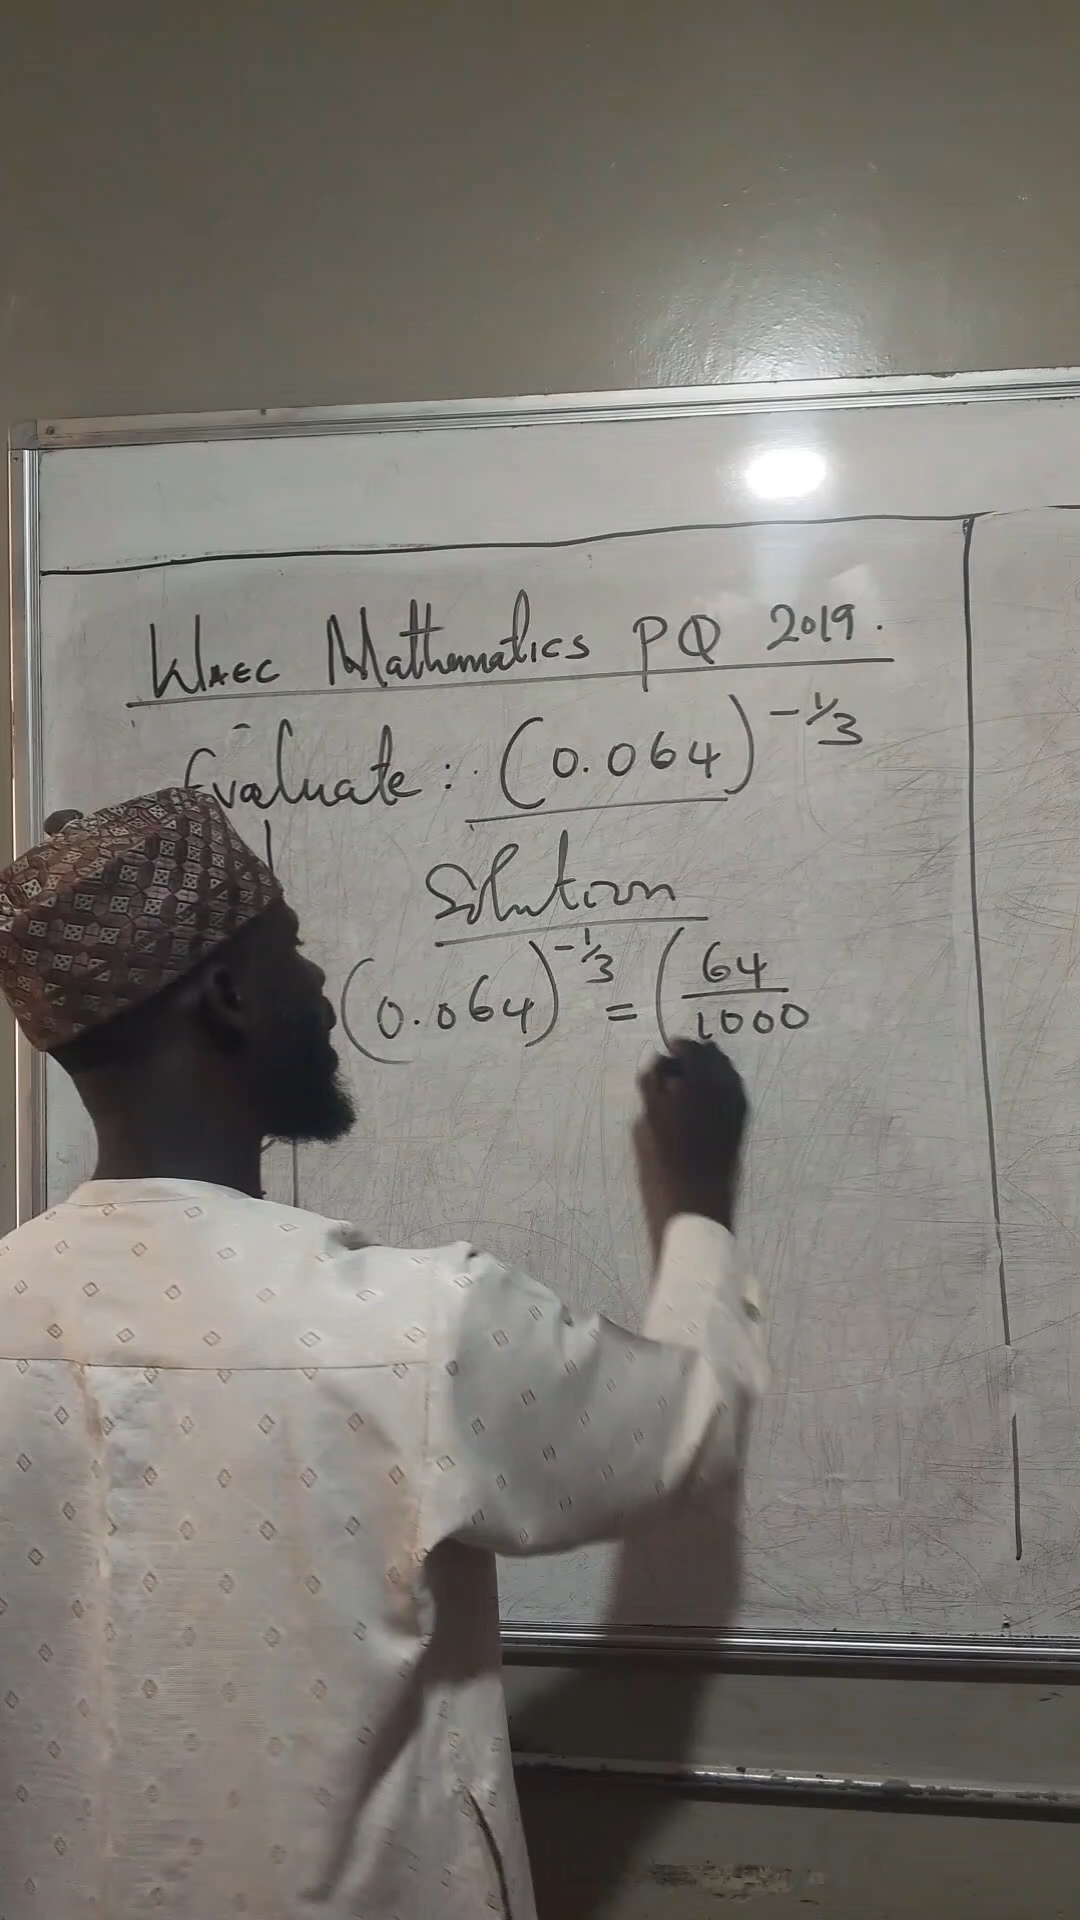 WAEC Mathematics PQ 2019.
Evaluate: (0.064)^-1/3
Solution
(0.064)^-1/3 = (64/1000